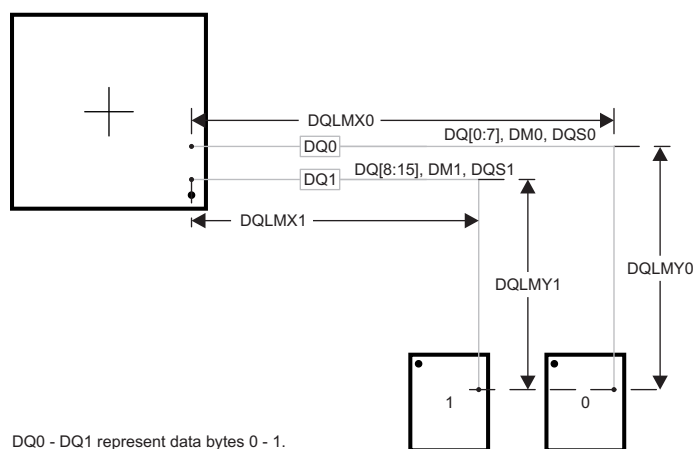 DQLMX0
DQ[0:7], DM0, DQS0
DQ0
DQ[8:15], DM1, DQS1
DQ1
DQLMX1
DQLMY0
DQLMY1
1
0
DQ0 - DQ1 represent data bytes 0 - 1.